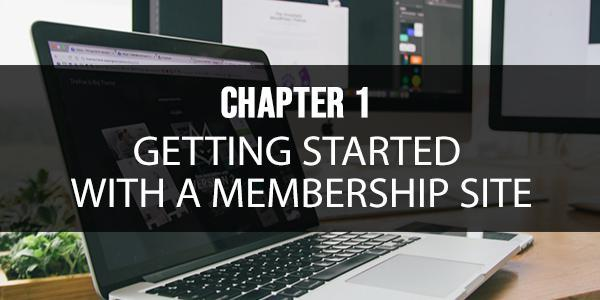 CHAPTER 1
GETTING STARTED
WITH A MEMBERSHIP SITE